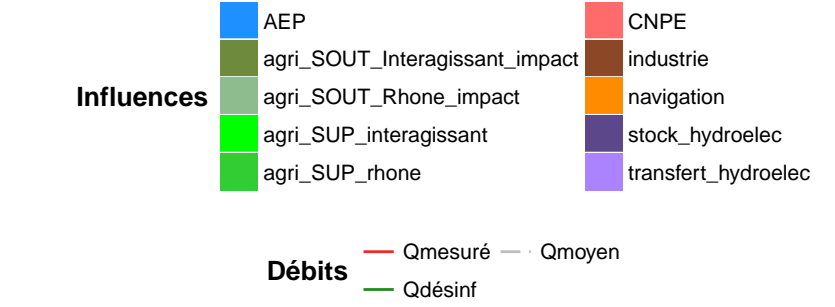 AEP CNPE
agri_SOUT_Interagissant_impact industrie
Influences agri_SOUT_Rhone_impact navigation
agri_SUP_interagissant stock_hydroelec
agri_SUP_rhone transfert_hydroelec
Débits Qmesuré Qmoyen
Qdésinf